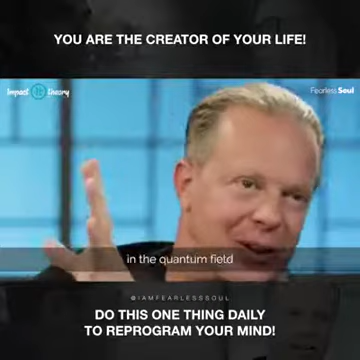 YOU ARE THE CREATOR OF YOUR LIFE!
Impact Theory
Fearless Soul
in the quantum field
@IAMFEARLESSSOUL
DO THIS ONE THING DAILY
TO REPROGRAM YOUR MIND!